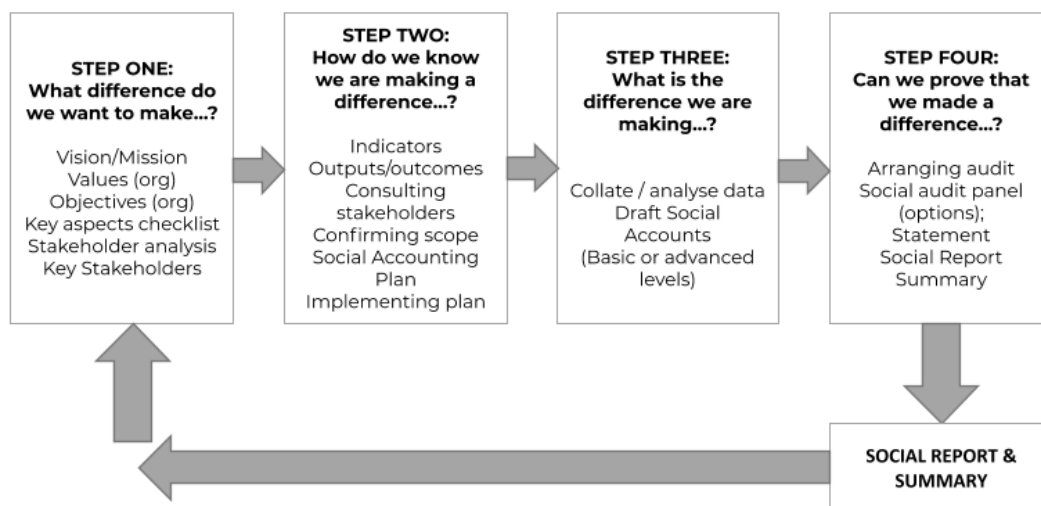 STEP ONE:
What difference do
we want to make...?
Vision/Mission
Values (org)
Objectives (org)
Key aspects checklist
Stakeholder analysis
Key Stakeholders
STEP TWO:
How do we know
we are making a
difference...?
Indicators
Outputs/outcomes
Consulting
stakeholders
Confirming scope
Social Accounting
Plan
Implementing plan
STEP THREE:
What is the
difference we are
making...?
Collate / analyse data
Draft Social
Accounts
(Basic or advanced
levels)
STEP FOUR:
Can we prove that
we made a
difference...?
Arranging audit
Social audit panel
(options);
Statement
Social Report
Summary
SOCIAL REPORT &
SUMMARY